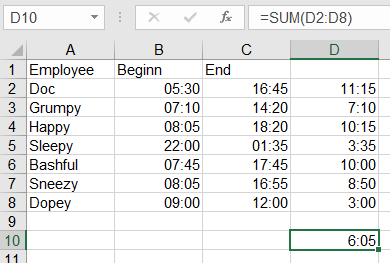 D10 =SUM(D2:D8)
A B C D
1 Employee Beginn End
2 Doc 05:30 16:45 11:15
3 Grumpy 07:10 14:20 7:10
4 Happy 08:05 18:20 10:15
5 Sleepy 22:00 01:35 3:35
6 Bashful 07:45 17:45 10:00
7 Sneezy 08:05 16:55 8:50
8 Dopey 09:00 12:00 3:00
9
10 6:05
11